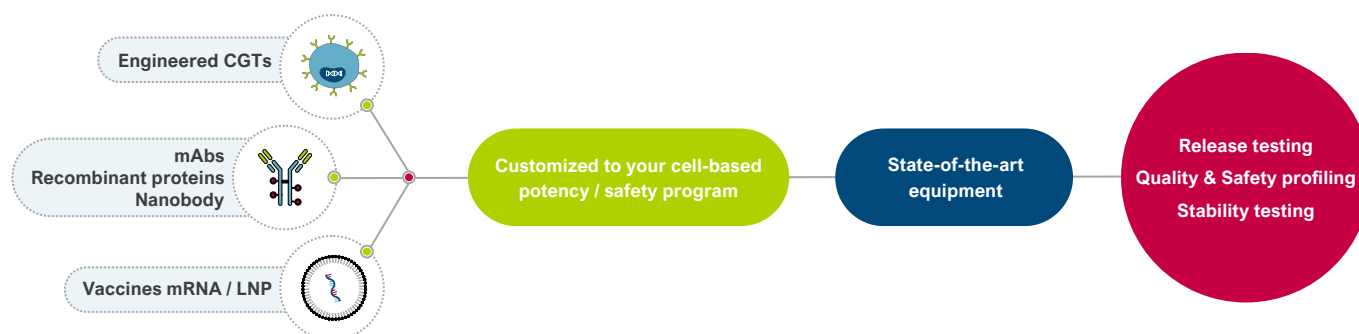 Engineered CGTs
mAbs
Recombinant proteins
Nanobody
Vaccines mRNA / LNP
Customized to your cell-based
potency / safety program
State-of-the-art
equipment
Release testing
Quality & Safety profiling
Stability testing